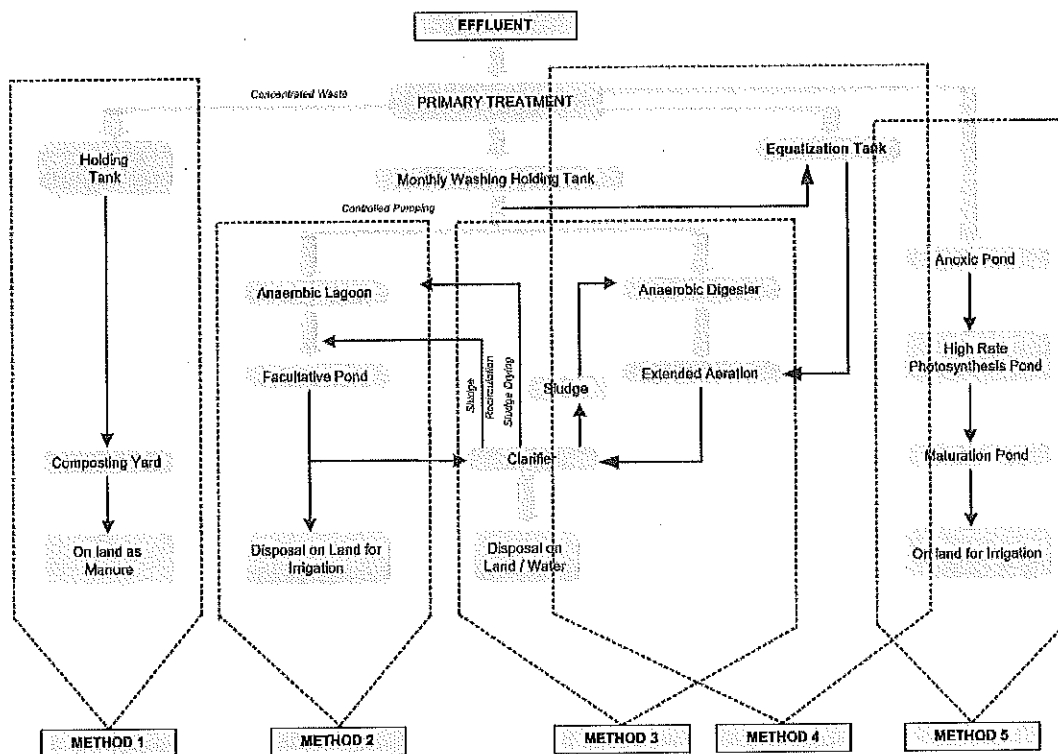 EFFLUENT
Concentrated Waste
PRIMARY TREATMENT
Equalization Tank
Holding
Tank
Monthly Washing Holding Tank
Controlled Pumping
Anoxic Pond
Anaerobic Lagoon
Anaerobic Digester
High Rate
Photosynthesis Pond
Facultative Pond
Sludge
Recirculation
Sludge Drying
Sludge
Extended Aeration
Composting Yard
Clarifier
Maturation Pond
On land as
Manure
Disposal on Land for
Irrigation
Disposal on
Land / Water
On land for Irrigation
METHOD 1
METHOD 2
METHOD 3
METHOD 4
METHOD 5